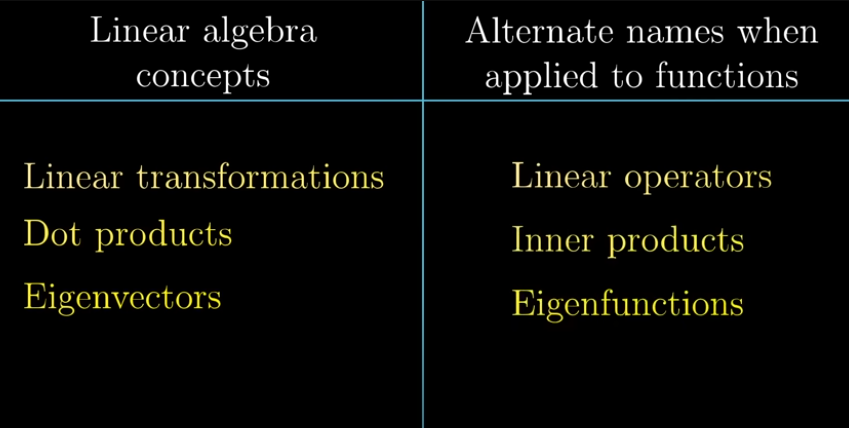 Linear algebra
concepts
Alternate names when
applied to functions
Linear transformations
Linear operators
Dot products
Inner products
Eigenvectors
Eigenfunctions